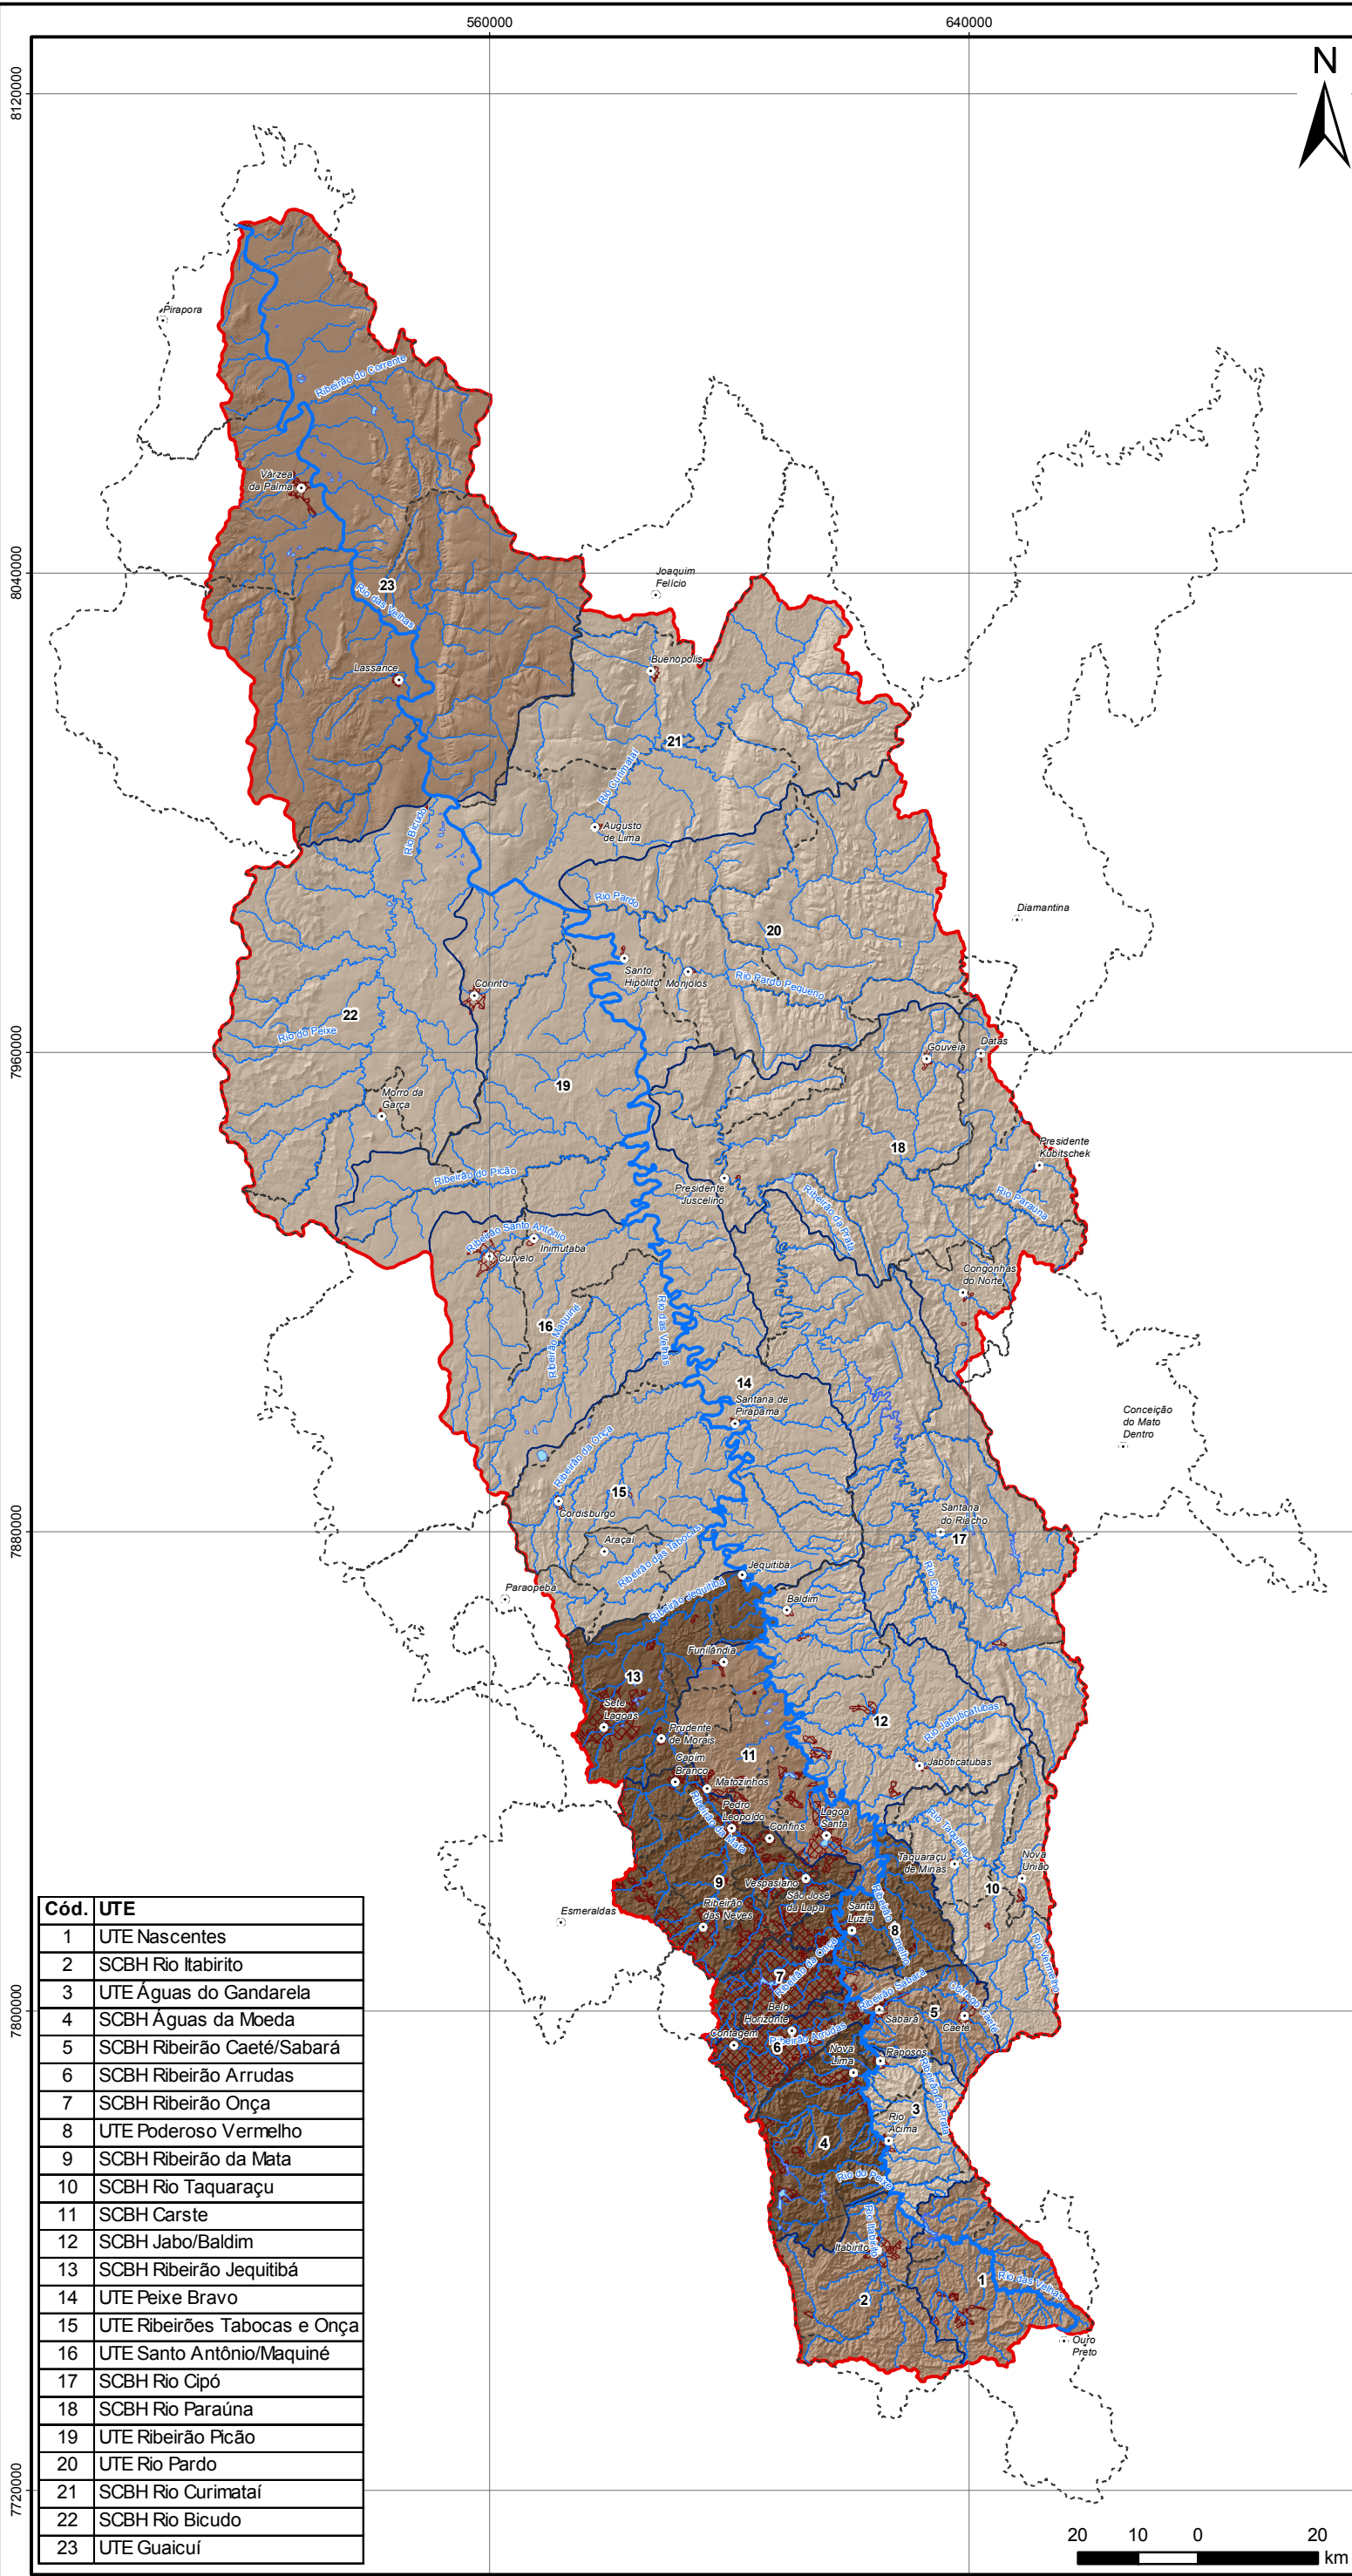 560000
640000
N
8120000
8040000
7960000
7880000
7800000
7720000
Pirapora
Ribeirão do Corrente
Várzea
da Palma
23
Rio das Velhas
Lassance
Joaquim
Felício
Buenópolis
21
Rio Curimataí
Augusto
de Lima
Rio Bicudo
Rio Pardo
20
Diamantina
Santo
Hipólito
Monjolos
Rio Pardo Pequeno
Corinto
22
Rio do Peixe
Gouveia
Datas
19
Morro da
Garça
18
Presidente
Kubitschek
Ribeirão do Picão
Presidente
Juscelino
Ribeirão da Prata
Rio Paraúna
Ribeirão Santo Antônio
Inimutaba
Curvelo
Congonhas
do Norte
16
Ribeirão Maquiné
Rio das Velhas
14
Santana de
Pirapama
Conceição
do Mato
Dentro
Ribeirão da Onça
15
Cordisburgo
Santana
do Riacho
17
Araçaí
Ribeirão das Tabocas
Jequitibá
Rio Cipó
Paraopeba
Ribeirão Jequitibá
Baldim
Funilândia
13
Sete
Lagoas
12
Rio Jabuticatubas
Prudente
de Morais
11
Capim
Branco
Jaboticatubas
Matozinhos
Pedro
Leopoldo
Ribeirão da Mata
Confins
Lagoa
Santa
Rio Taquaraçu
Taquaraçu
de Minas
Nova
União
9
Vespasiano
São José
da Lapa
10
Esmeraldas
Ribeirão
das Neves
Santa
Luzia
8
Rio Vermelho
7
Ribeirão do Onça
Ribeirão Sabará
Belo
Horizonte
Sabará
5
Caeté
Contagem
6
Ribeirão Arrudas
Nova
Lima
Raposos
Ribeirão da Prata
3
Rio
Acima
4
Rio do Peixe
Rio Itabirito
Itabirito
1
Rio das Velhas
2
Ouro
Preto
Cód. UTE
1 UTE Nascentes
2 SCBH Rio Itabirito
3 UTE Águas do Gandarela
4 SCBH Águas da Moeda
5 SCBH Ribeirão Caeté/Sabará
6 SCBH Ribeirão Arrudas
7 SCBH Ribeirão Onça
8 UTE Poderoso Vermelho
9 SCBH Ribeirão da Mata
10 SCBH Rio Taquaraçu
11 SCBH Carste
12 SCBH Jabo/Baldim
13 SCBH Ribeirão Jequitibá
14 UTE Peixe Bravo
15 UTE Ribeirões Tabocas e Onça
16 UTE Santo Antônio/Maquiné
17 SCBH Rio Cipó
18 SCBH Rio Paraúna
19 UTE Ribeirão Picão
20 UTE Rio Pardo
21 SCBH Rio Curimataí
22 SCBH Rio Bicudo
23 UTE Guaicuí
20 10 0 20
km